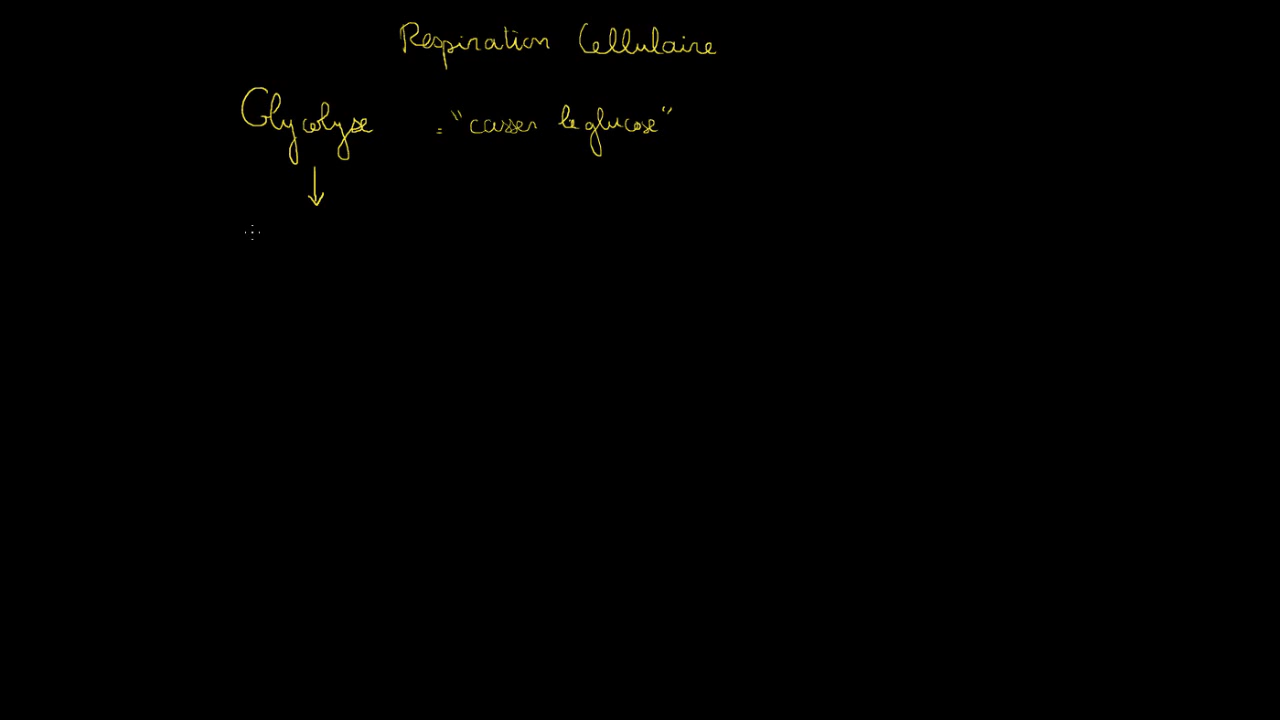 Respiration Cellulaire
Glycolyse = "casser le glucose"